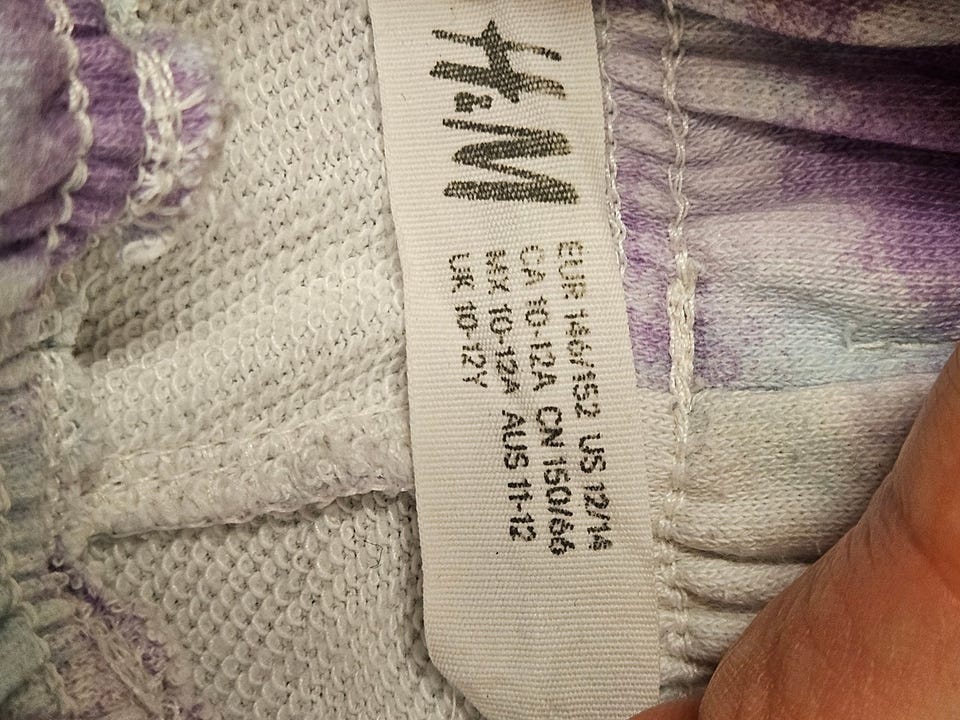 H&M
EUR 146/152 US 12/14
CA 10-12A CN 150/66
MX 10-12A AUS 11-12
UK 10-12Y